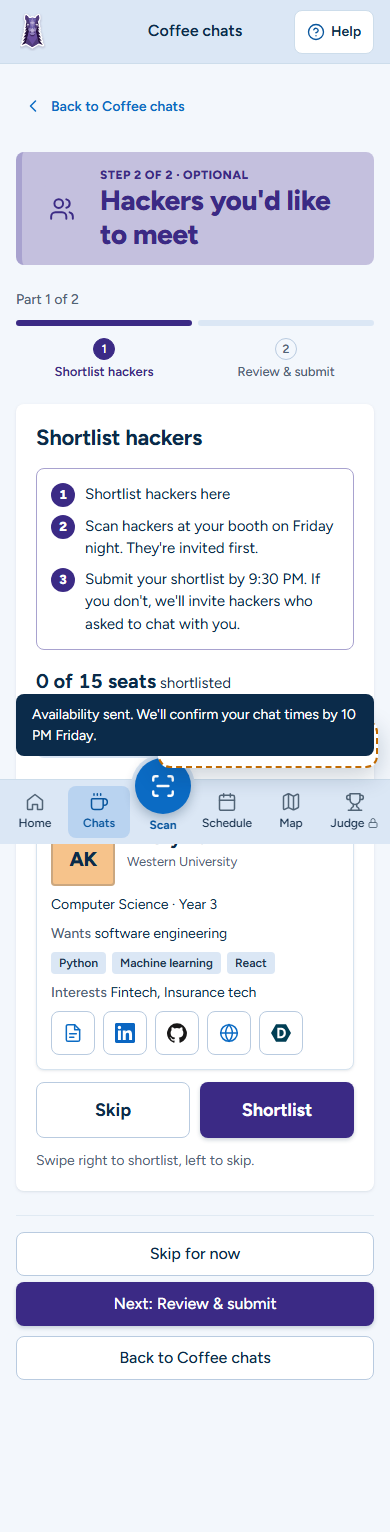 Coffee chats
Help
Back to Coffee chats
STEP 2 OF 2 · OPTIONAL
Hackers you'd like
to meet
Part 1 of 2
1
Shortlist hackers
2
Review & submit
Shortlist hackers
1 Shortlist hackers here
2 Scan hackers at your booth on Friday
night. They're invited first.
3 Submit your shortlist by 9:30 PM. If
you don't, we'll invite hackers who
asked to chat with you.
0 of 15 seats shortlisted
Availability sent. We'll confirm your chat times by 10
PM Friday.
Home
Chats
Scan
Schedule
Map
Judge
AK
Western University
Computer Science · Year 3
Wants software engineering
Python Machine learning React
Interests Fintech, Insurance tech
Skip
Shortlist
Swipe right to shortlist, left to skip.
Skip for now
Next: Review & submit
Back to Coffee chats